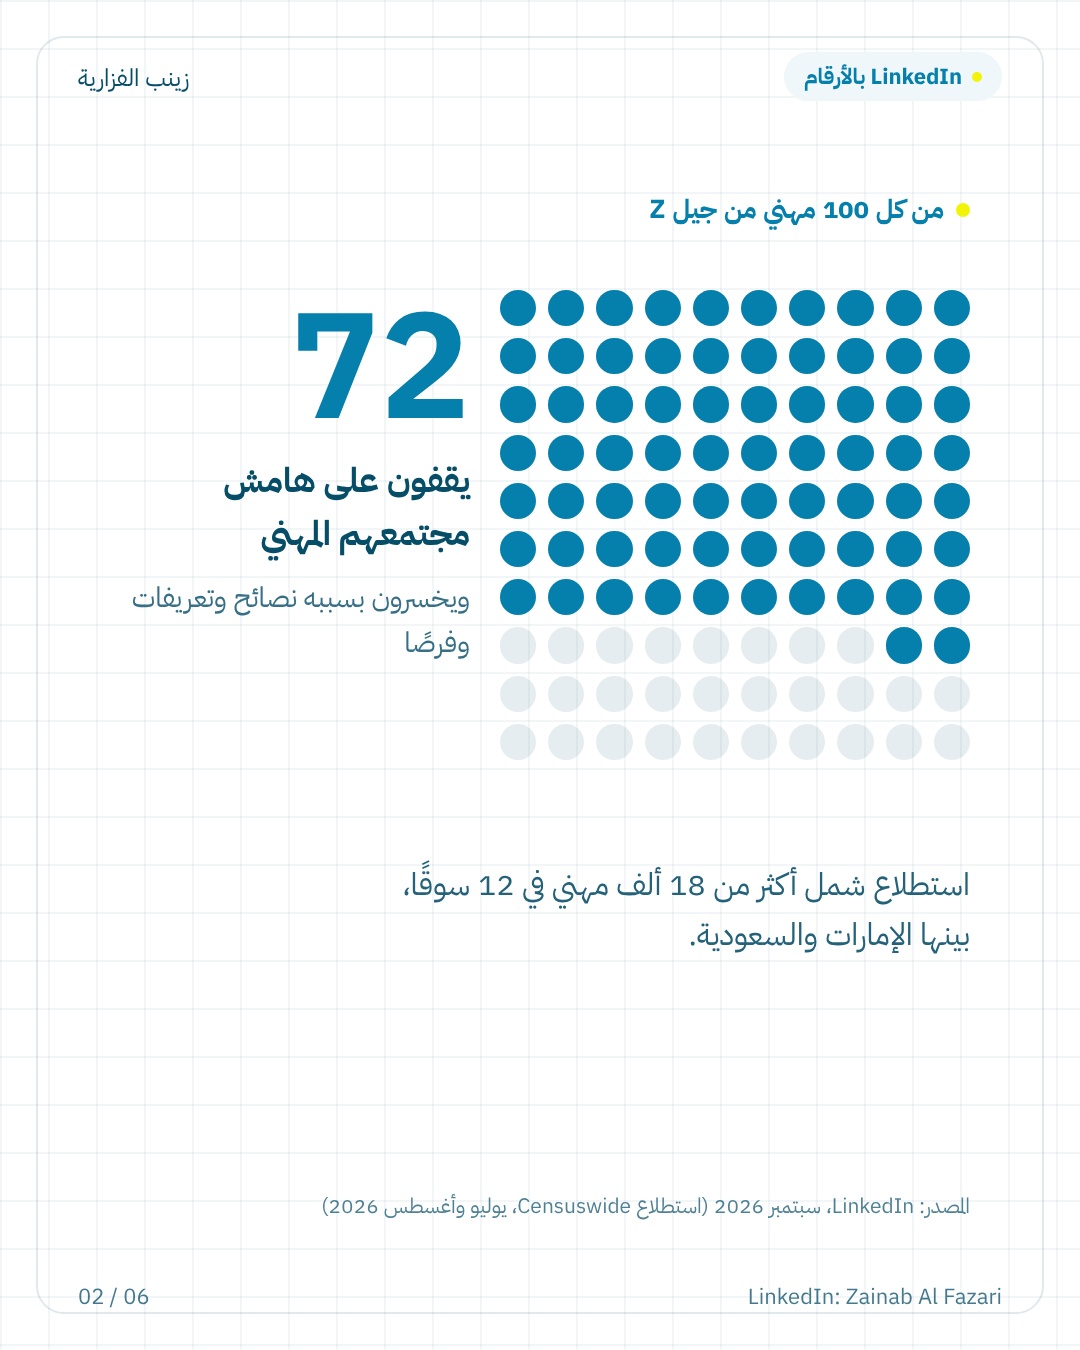 LinkedIn بالأرقام
زينب الفزارية
من كل 100 مهني من جيل Z
72
يقفون على هامش
مجتمعهم المهني
ويخسرون بسببه نصائح وتعريفات
وفرصًا
استطلاع شمل أكثر من 18 ألف مهني في 12 سوقًا،
بينها الإمارات والسعودية.
المصدر: LinkedIn، سبتمبر 2026 (استطلاع Censuswide، يوليو وأغسطس 2026)
LinkedIn: Zainab Al Fazari
02 / 06